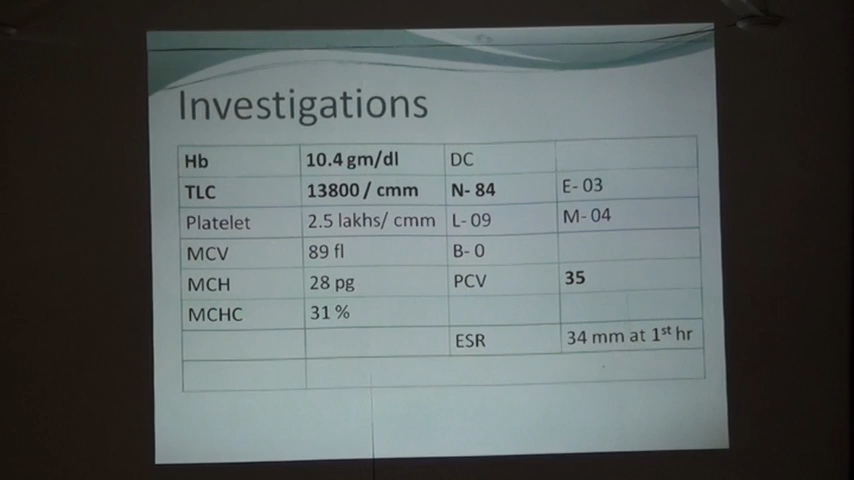 Investigations
Hb 10.4 gm/dl DC
TLC 13800 / cmm N- 84 E- 03
Platelet 2.5 lakhs/ cmm L- 09 M- 04
MCV 89 fl B- 0
MCH 28 pg PCV 35
MCHC 31 %
ESR 34 mm at 1st hr